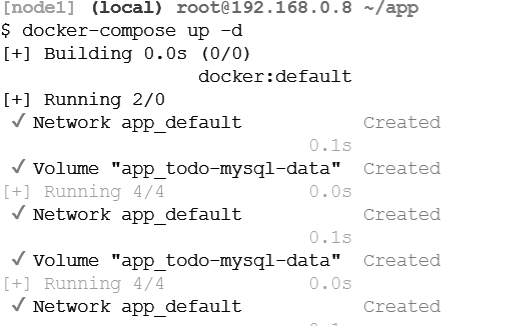 [node1] (local) root@192.168.0.8 ~/app
$ docker-compose up -d
[+] Building 0.0s (0/0)
docker:default
[+] Running 2/0
✓ Network app_default Created
0.1s
✓ Volume "app_todo-mysql-data" Created
[+] Running 4/4 0.0s
✓ Network app_default Created
0.1s
✓ Volume "app_todo-mysql-data" Created
[+] Running 4/4 0.0s
✓ Network app_default Created